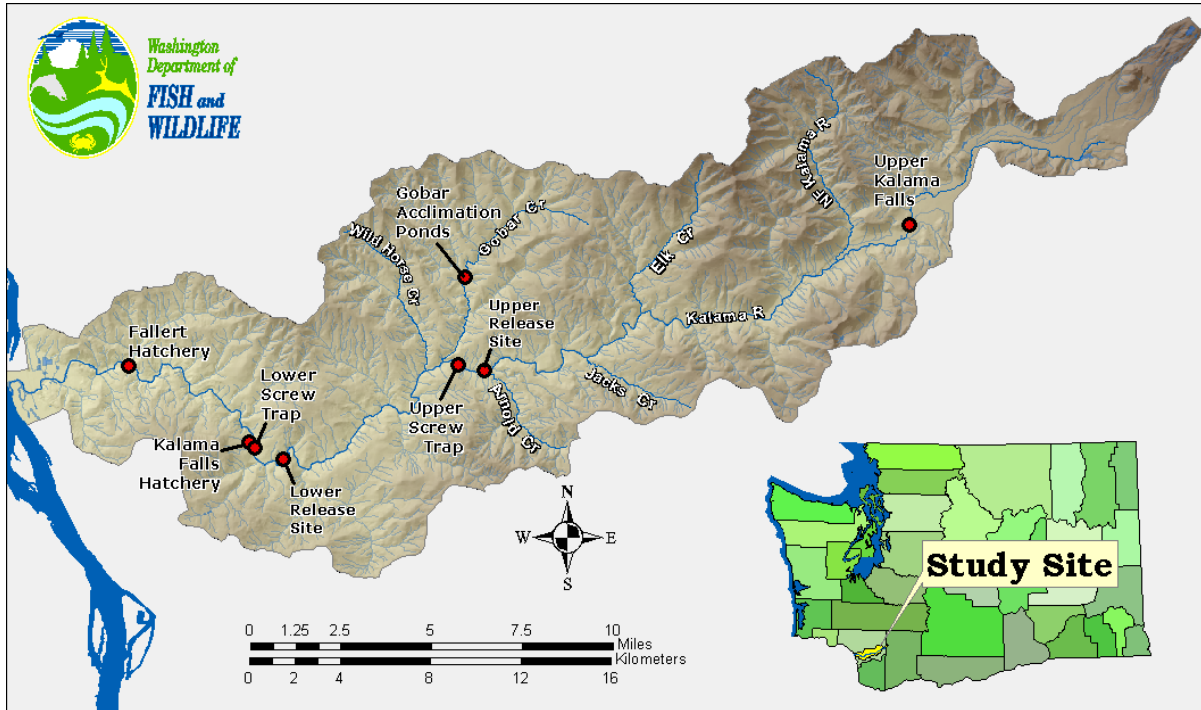 Washington
Department of
FISH and
WILDLIFE
Upper
Kalama
Falls
NF Kalama R
Gobar
Acclimation
Ponds
Gobar Cr
Wild Horse Cr
Elk Cr
Kalama R
Upper
Release
Site
Fallert
Hatchery
Lower
Screw
Trap
Jacks Cr
Arnold Cr
Upper
Screw
Trap
Kalama
Falls
Hatchery
Lower
Release
Site
N
W
E
S
Study Site
0 1.25 2.5 5 7.5 10
Miles
Kilometers
0 2 4 8 12 16